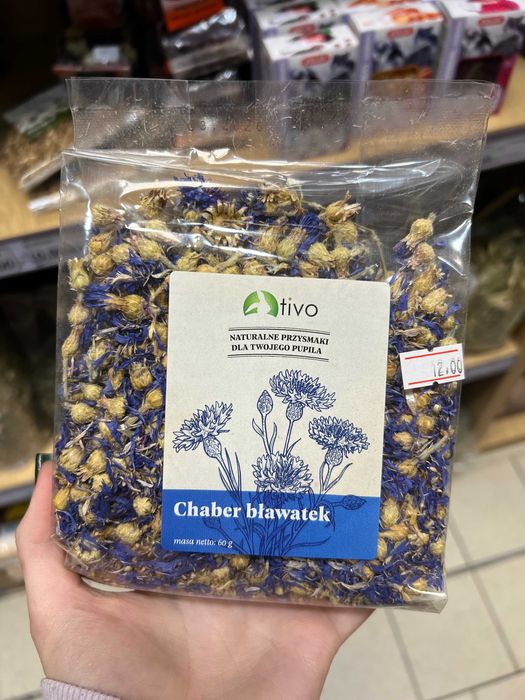 tivo
NATURALNE PRZYSMAKI
DLA TWOJEGO PUPILA
12.00
Chaber bławatek
masa netto: 60 g